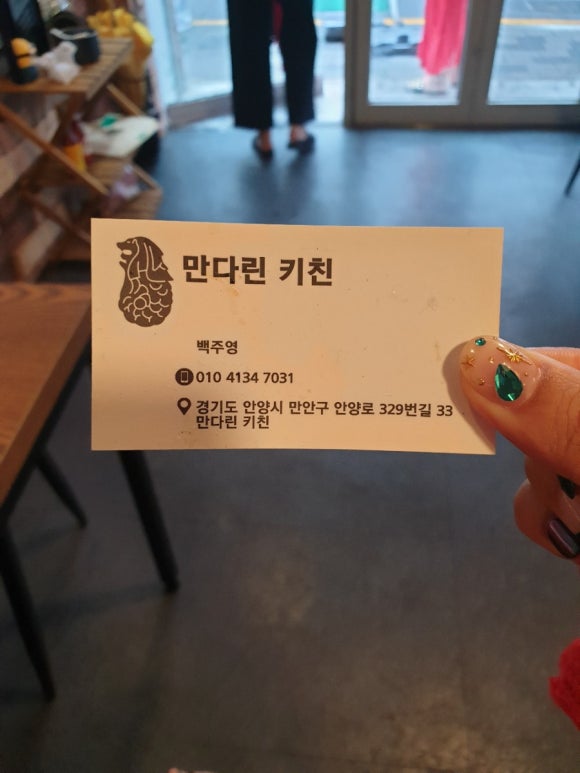 만다린 키친
백주영
010 4134 7031
경기도 안양시 만안구 안양로 329번길 33
만다린 키친